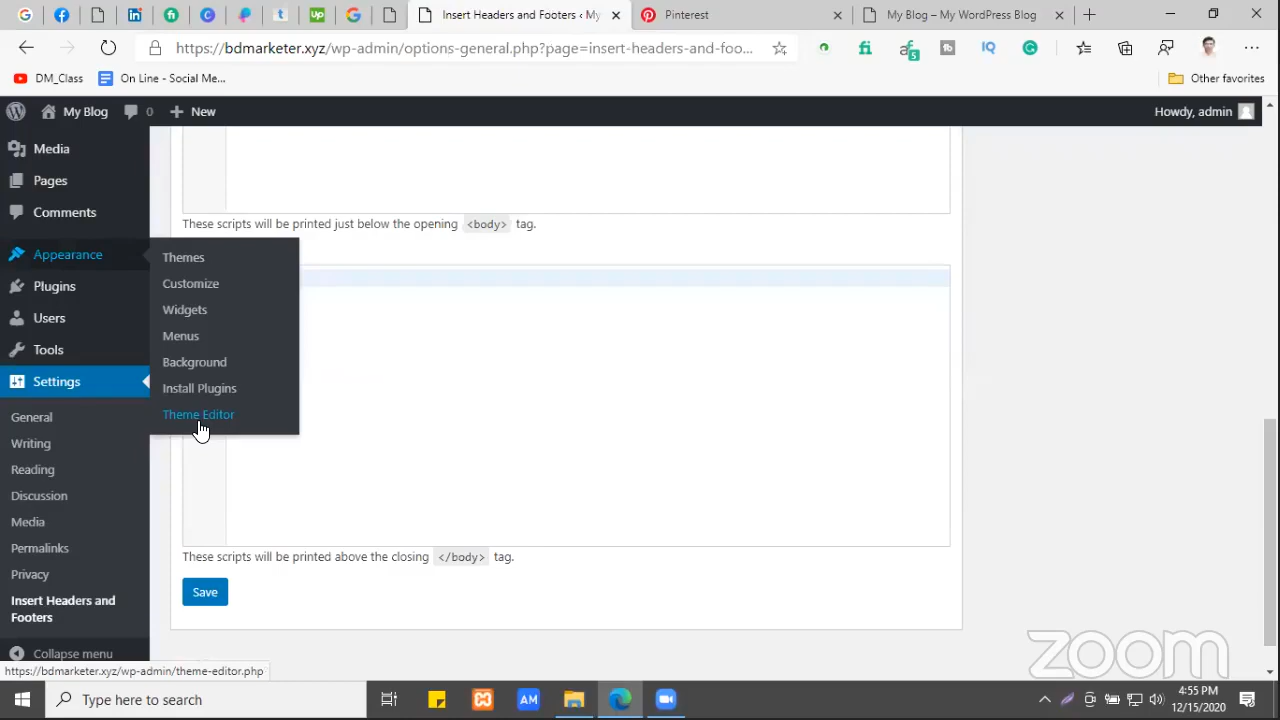 Insert Headers and Footers ‹ My
Pinterest
My Blog – My WordPress Blog
https://bdmarketer.xyz/wp-admin/options-general.php?page=insert-headers-and-foo...
5
DM_Class
On Line - Social Me...
Other favorites
My Blog
0
New
Howdy, admin
Media
Pages
Comments
Appearance
Plugins
Users
Tools
Settings
General
Writing
Reading
Discussion
Media
Permalinks
Privacy
Insert Headers and
Footers
Collapse menu
Themes
Customize
Widgets
Menus
Background
Install Plugins
Theme Editor
These scripts will be printed just below the opening <body> tag.
These scripts will be printed above the closing </body> tag.
Save
zoom
https://bdmarketer.xyz/wp-admin/theme-editor.php
Type here to search
AM
4:55 PM
12/15/2020